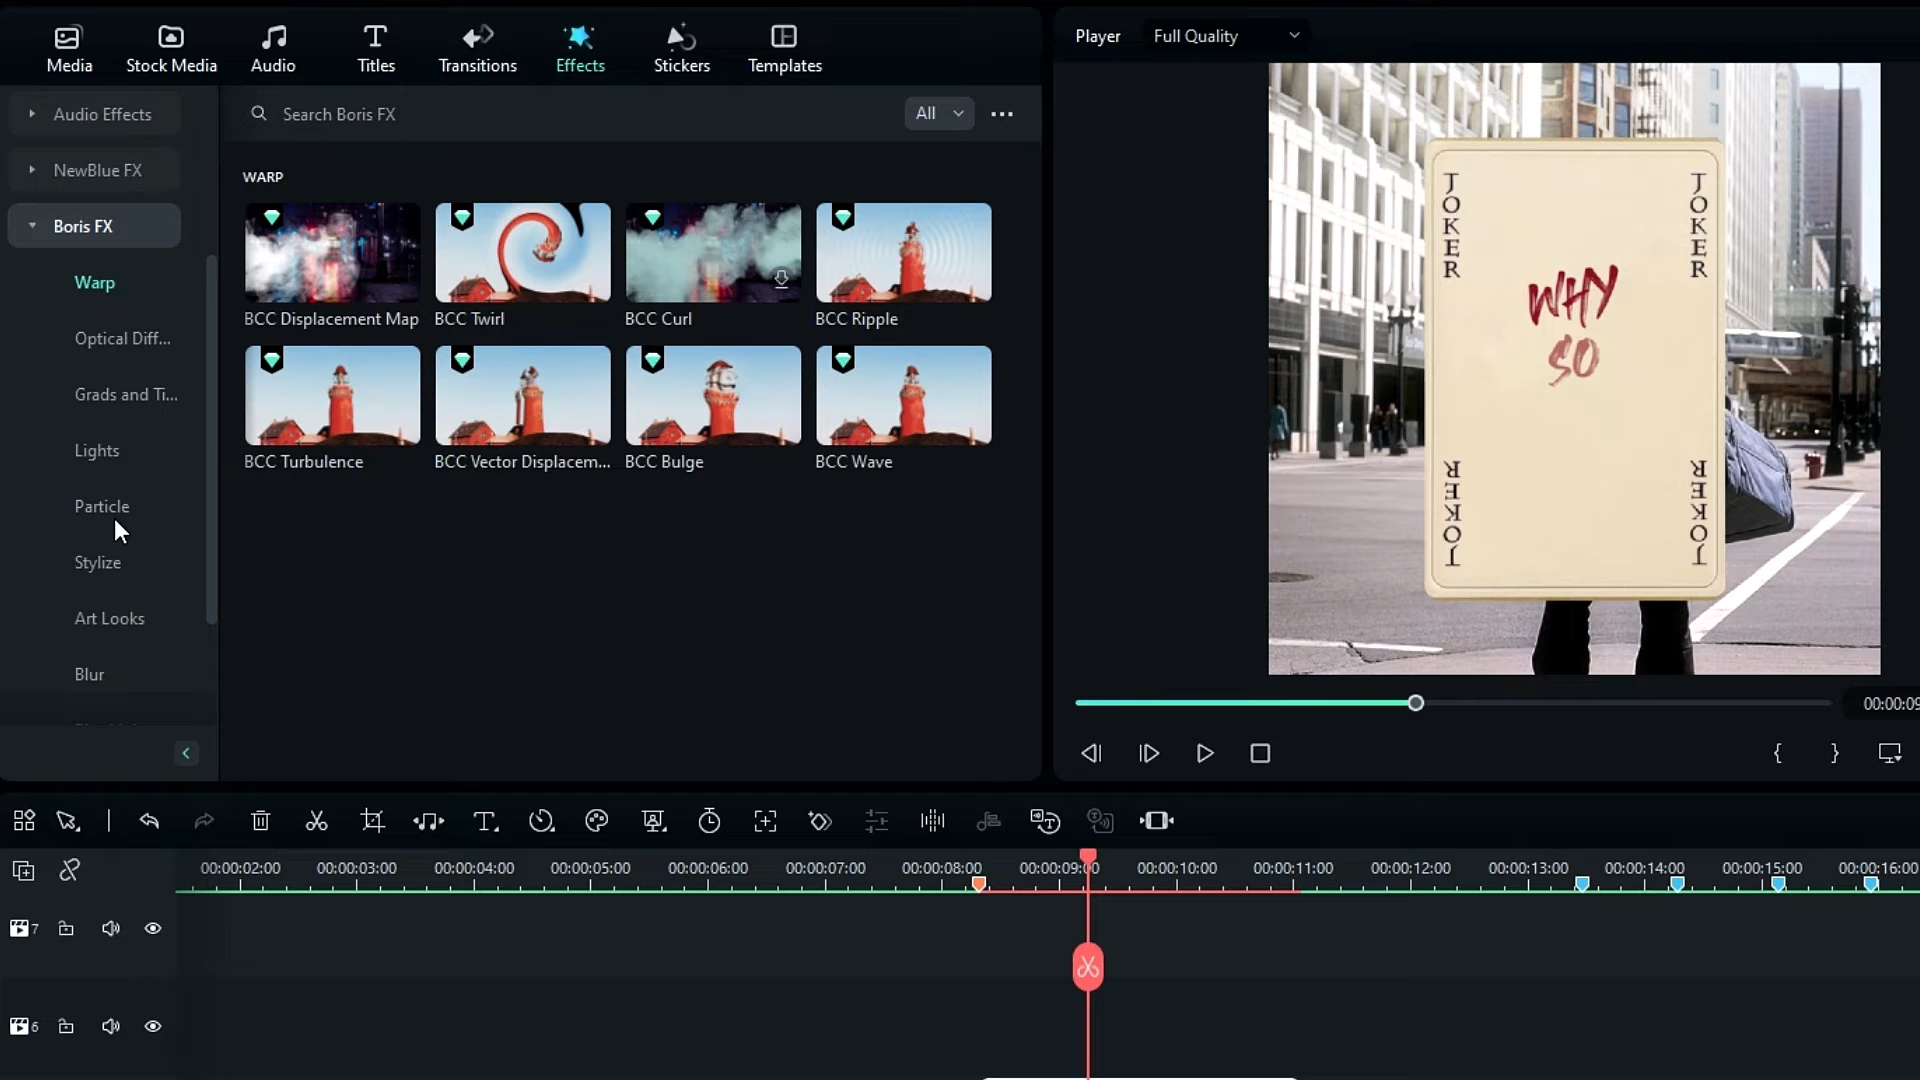 Media
Stock Media
Audio
Titles
Transitions
Effects
Stickers
Templates
Player
Full Quality
Audio Effects
NewBlue FX
Boris FX
Warp
Optical Diff...
Grads and Ti...
Lights
Particle
Stylize
Art Looks
Blur
Search Boris FX
All
WARP
BCC Displacement Map
BCC Twirl
BCC Curl
BCC Ripple
BCC Turbulence
BCC Vector Displacem...
BCC Bulge
BCC Wave
JOKER
JOKER
WHY
SO
JOKER
JOKER
00:00:09
00:00:02:00
00:00:03:00
00:00:04:00
00:00:05:00
00:00:06:00
00:00:07:00
00:00:08:00
00:00:09:00
00:00:10:00
00:00:11:00
00:00:12:00
00:00:13:00
00:00:14:00
00:00:15:00
00:00:16:00
7
6